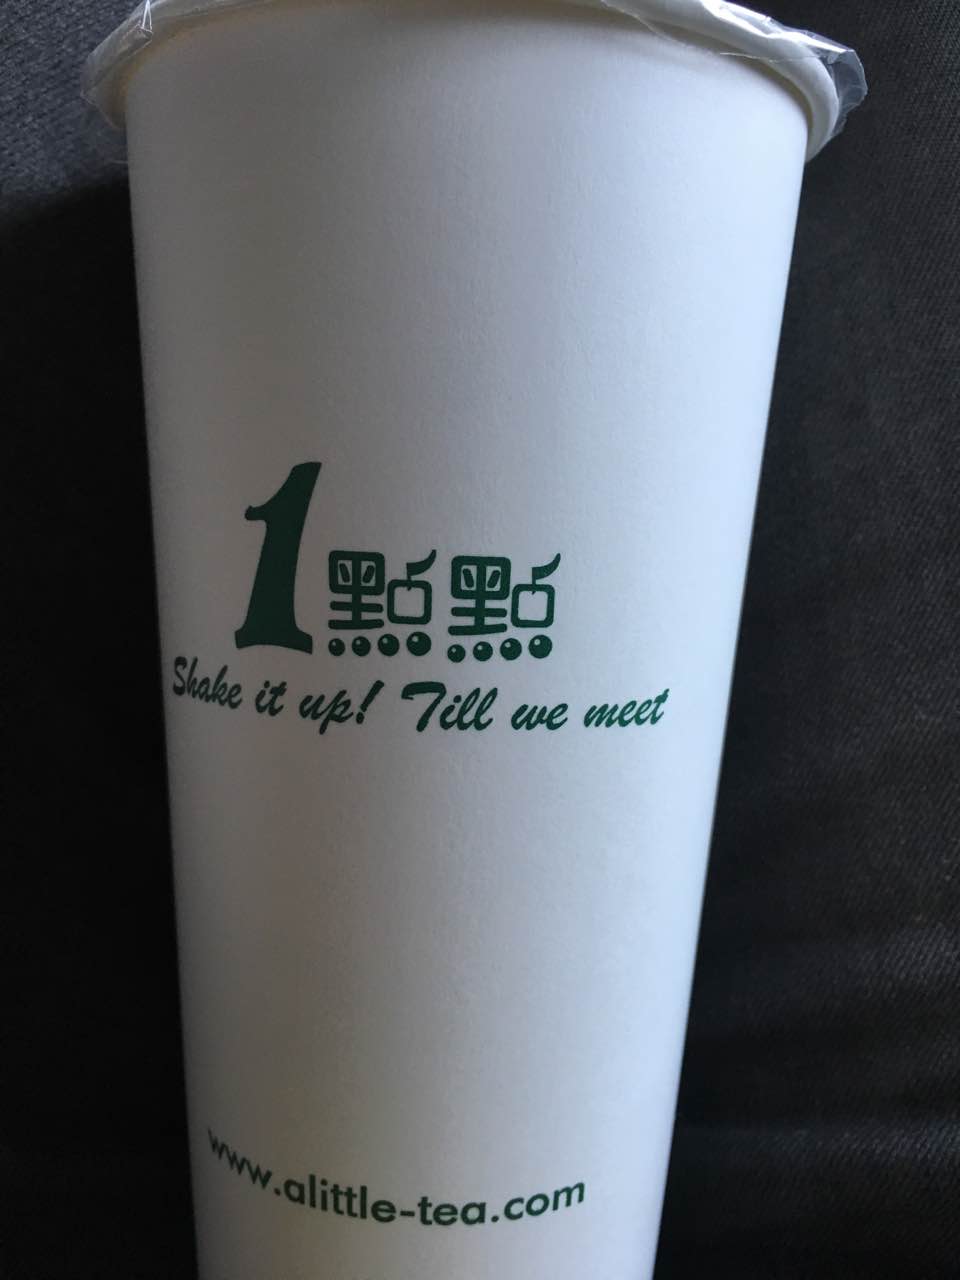 1點點
Shake it up! Till we meet
www.alittle-tea.com